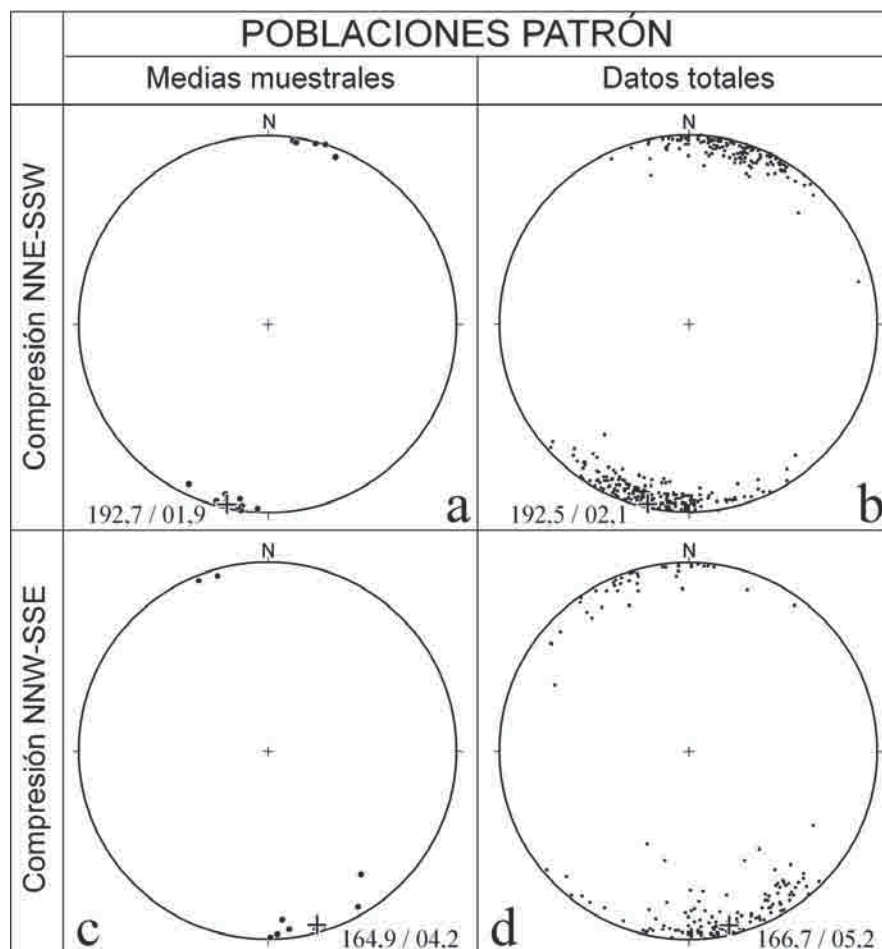 POBLACIONES PATRÓN
Medias muestrales
Datos totales
Compresión NNE-SSW
N
192,7 / 01,9
a
N
192,5 / 02,1
b
Compresión NNW-SSE
N
c
164,9 / 04,2
N
d
166,7 / 05,2